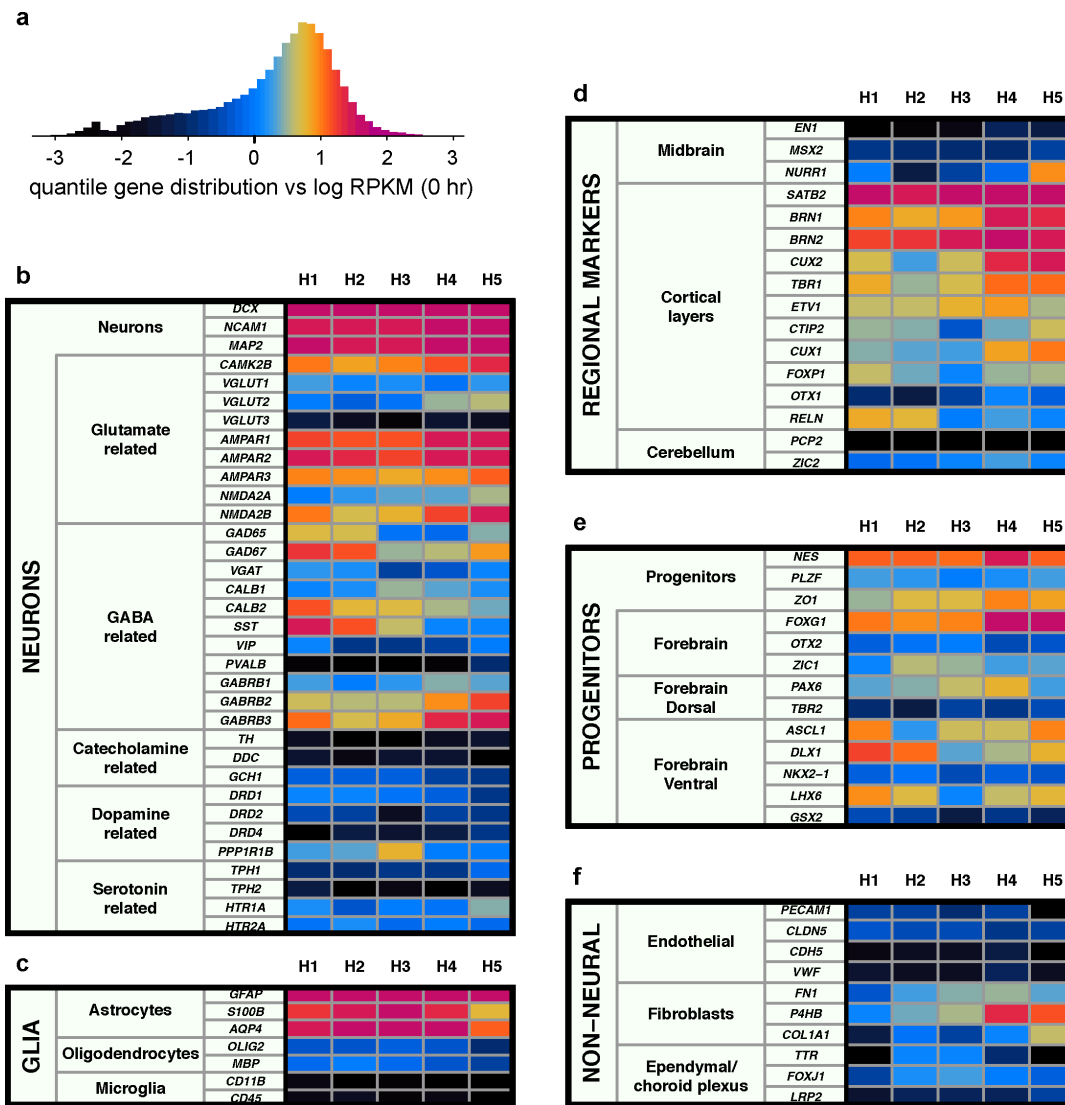 a
-3 -2 -1 0 1 2 3
quantile gene distribution vs log RPKM (0 hr)
b
H1 H2 H3 H4 H5
NEURONS
Neurons
DCX
NCAM1
MAP2
Glutamate
related
CAMK2B
VGLUT1
VGLUT2
VGLUT3
AMPAR1
AMPAR2
AMPAR3
NMDA2A
NMDA2B
GABA
related
GAD65
GAD67
VGAT
CALB1
CALB2
SST
VIP
PVALB
GABRB1
GABRB2
GABRB3
Catecholamine
related
TH
DDC
GCH1
Dopamine
related
DRD1
DRD2
DRD4
PPP1R1B
Serotonin
related
TPH1
TPH2
HTR1A
HTR2A
c
H1 H2 H3 H4 H5
GLIA
Astrocytes
GFAP
S100B
AQP4
Oligodendrocytes
OLIG2
MBP
Microglia
CD11B
CD45
d
H1 H2 H3 H4 H5
REGIONAL MARKERS
Midbrain
EN1
MSX2
NURR1
Cortical
layers
SATB2
BRN1
BRN2
CUX2
TBR1
ETV1
CTIP2
CUX1
FOXP1
OTX1
RELN
Cerebellum
PCP2
ZIC2
e
H1 H2 H3 H4 H5
PROGENITORS
Progenitors
NES
PLZF
ZO1
Forebrain
FOXG1
OTX2
ZIC1
Forebrain
Dorsal
PAX6
TBR2
Forebrain
Ventral
ASCL1
DLX1
NKX2−1
LHX6
GSX2
f
H1 H2 H3 H4 H5
NON−NEURAL
Endothelial
PECAM1
CLDN5
CDH5
VWF
Fibroblasts
FN1
P4HB
COL1A1
Ependymal/
choroid plexus
TTR
FOXJ1
LRP2